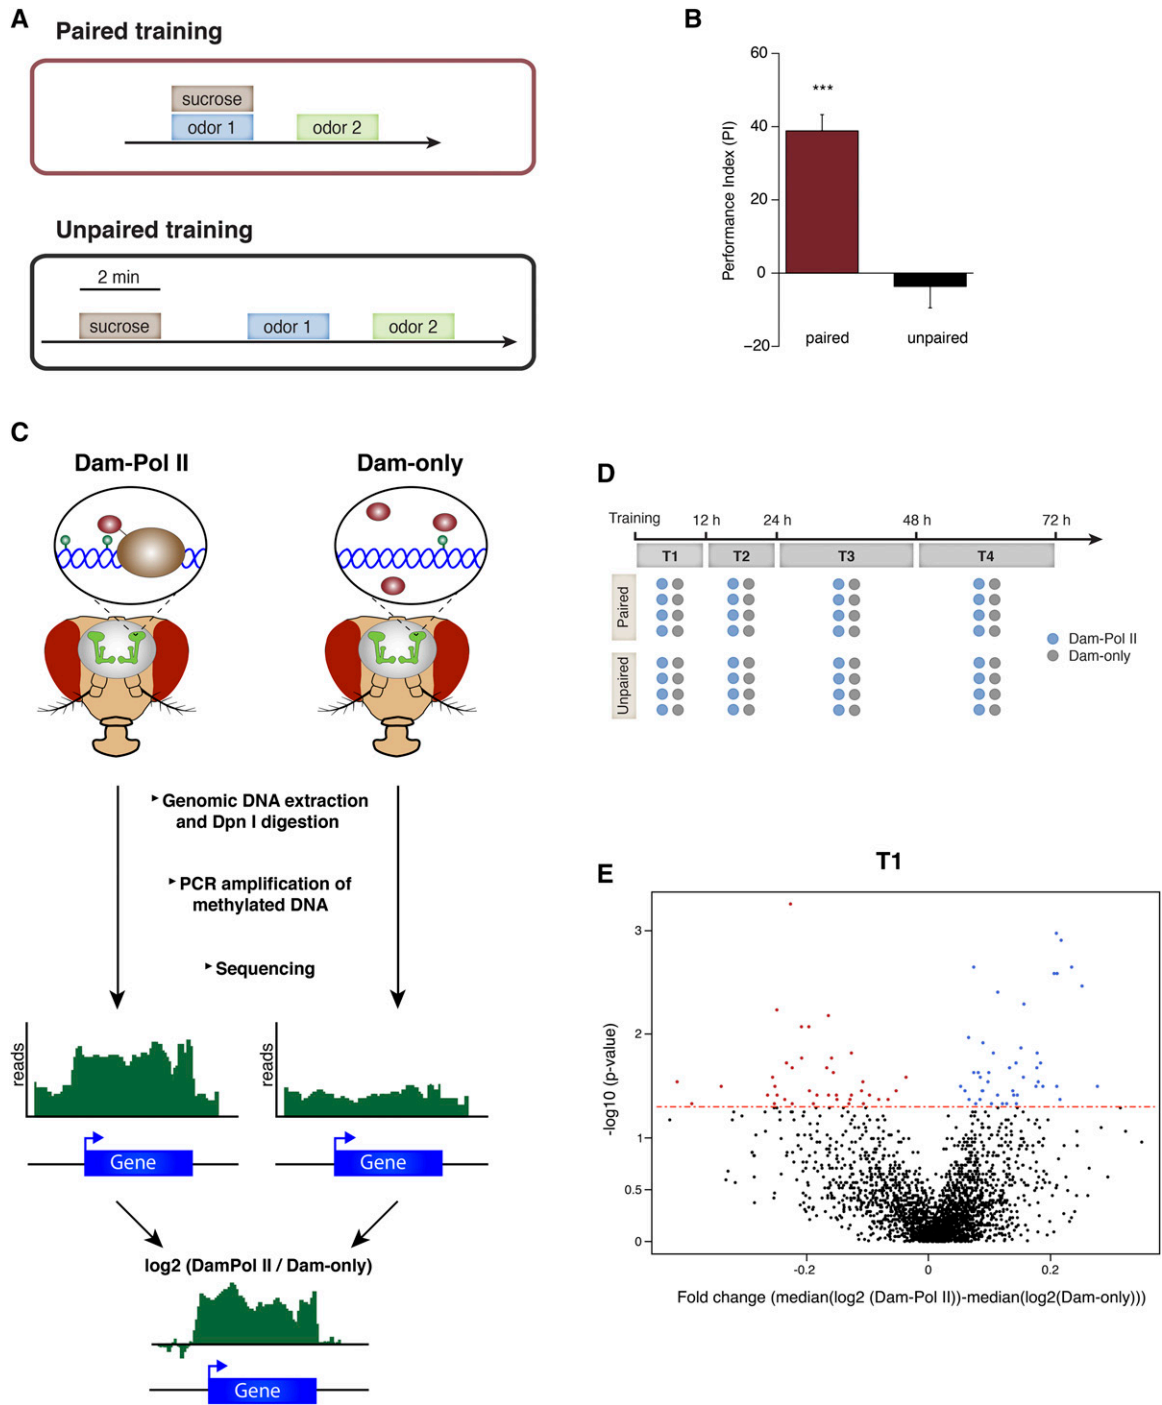 A
Paired training
sucrose
odor 1
odor 2
Unpaired training
2 min
sucrose
odor 1
odor 2
B
Performance Index (PI)
60
40
20
0
−20
***
paired
unpaired
C
Dam-Pol II
Dam-only
Genomic DNA extraction
and Dpn I digestion
PCR amplification of
methylated DNA
Sequencing
reads
reads
Gene
Gene
log2 (DamPol II / Dam-only)
Gene
D
Training
12 h
24 h
48 h
72 h
T1
T2
T3
T4
Paired
Unpaired
Dam-Pol II
Dam-only
E
T1
-log10 (p-value)
3
2
1
0.5
0
-0.2
0
0.2
Fold change (median(log2 (Dam-Pol II))-median(log2(Dam-only)))